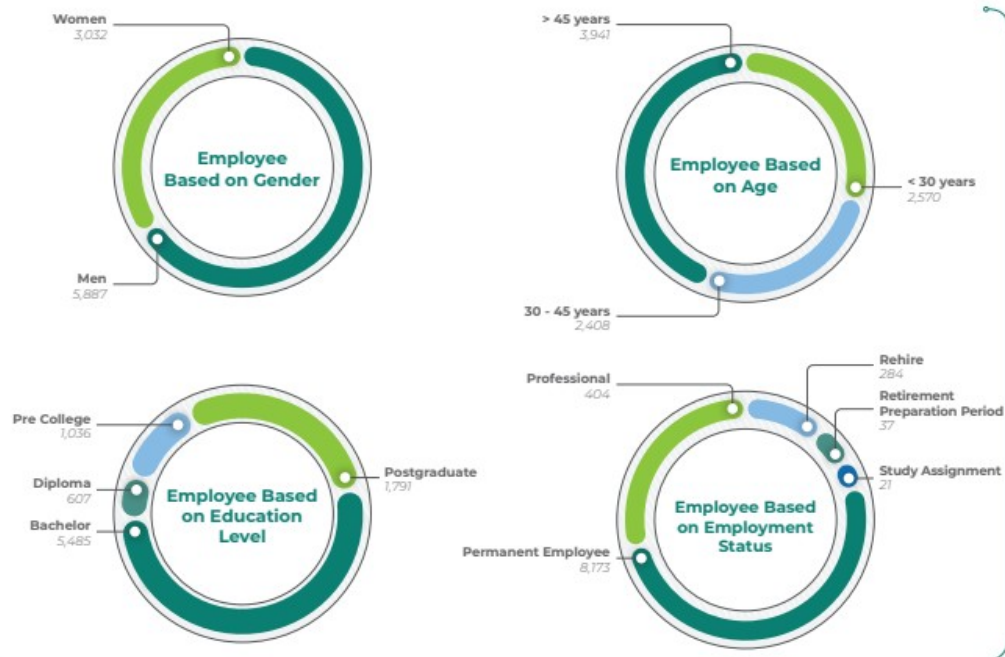 Women
3,032
Employee
Based on Gender
Men
5,887
> 45 years
3,941
Employee Based
on Age
< 30 years
2,570
30 - 45 years
2,408
Pre College
1,036
Diploma
607
Bachelor
5,485
Employee Based
on Education
Level
Postgraduate
1,791
Professional
404
Permanent Employee
8,173
Employee Based
on Employment
Status
Rehire
284
Retirement
Preparation Period
37
Study Assignment
21